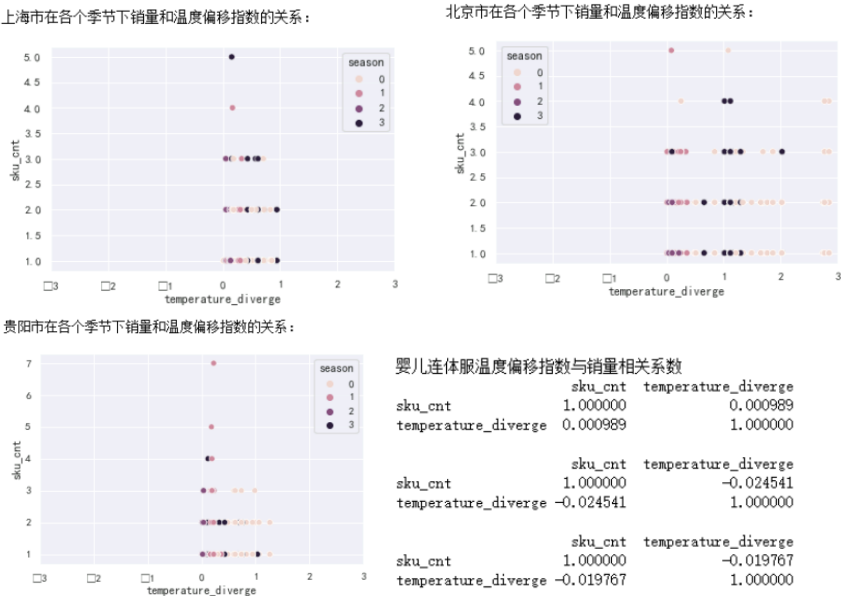 上海市在各个季节下销量和温度偏移指数的关系：
season
0
1
2
3
5.0
4.5
4.0
3.5
3.0
2.5
2.0
1.5
1.0
sku_cnt
□3 □2 □1 0 1 2 3
temperature_diverge
北京市在各个季节下销量和温度偏移指数的关系：
season
0
1
2
3
5.0
4.5
4.0
3.5
3.0
2.5
2.0
1.5
1.0
sku_cnt
□3 □2 □1 0 1 2 3
temperature_diverge
贵阳市在各个季节下销量和温度偏移指数的关系：
season
0
1
2
3
7
6
5
4
3
2
1
sku_cnt
□3 □2 □1 0 1 2 3
temperature_diverge
婴儿连体服温度偏移指数与销量相关系数
sku_cnt temperature_diverge
sku_cnt 1.000000 0.000989
temperature_diverge 0.000989 1.000000
sku_cnt temperature_diverge
sku_cnt 1.000000 -0.024541
temperature_diverge -0.024541 1.000000
sku_cnt temperature_diverge
sku_cnt 1.000000 -0.019767
temperature_diverge -0.019767 1.000000